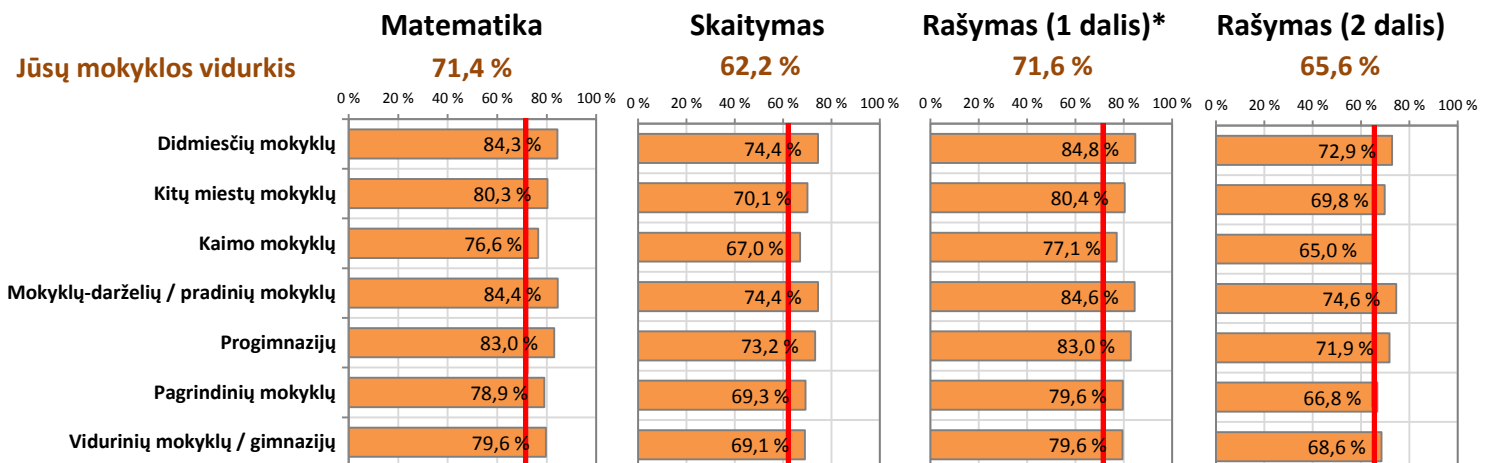 Matematika Skaitymas Rašymas (1 dalis)* Rašymas (2 dalis)
Jūsų mokyklos vidurkis 71,4 % 62,2 % 71,6 % 65,6 %
0 % 20 % 40 % 60 % 80 % 100 % 0 % 20 % 40 % 60 % 80 % 100 % 0 % 20 % 40 % 60 % 80 % 100 % 0 % 20 % 40 % 60 % 80 % 100 %
Didmiesčių mokyklų 84,3 % 74,4 % 84,8 % 72,9 %
Kitų miestų mokyklų 80,3 % 70,1 % 80,4 % 69,8 %
Kaimo mokyklų 76,6 % 67,0 % 77,1 % 65,0 %
Mokyklų-darželių / pradinių mokyklų 84,4 % 74,4 % 84,6 % 74,6 %
Progimnazijų 83,0 % 73,2 % 83,0 % 71,9 %
Pagrindinių mokyklų 78,9 % 69,3 % 79,6 % 66,8 %
Vidurinių mokyklų / gimnazijų 79,6 % 69,1 % 79,6 % 68,6 %